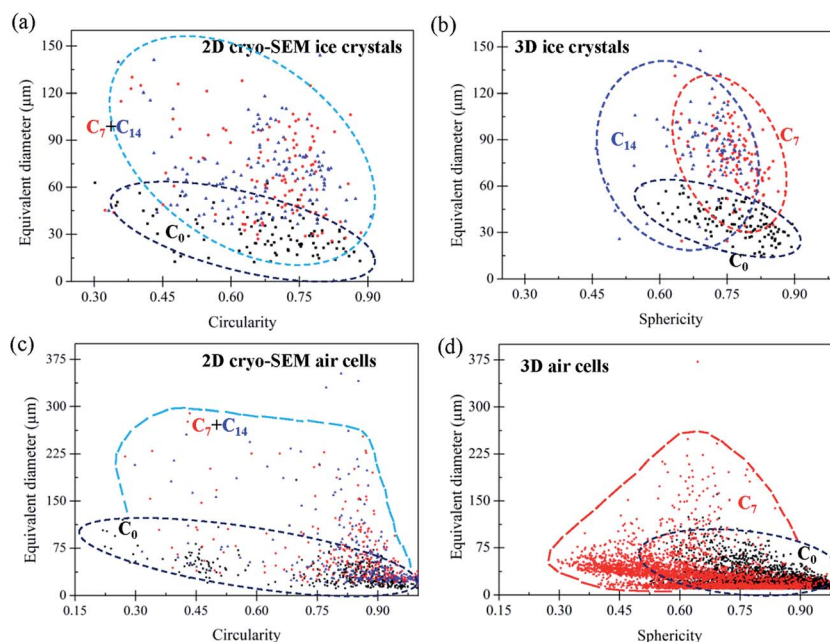 (a)
2D cryo-SEM ice crystals
150
120
90
60
30
0
Equivalent diameter (μm)
C7+C14
C0
0.30
0.45
0.60
0.75
0.90
Circularity
(b)
3D ice crystals
150
120
90
60
30
0
Equivalent diameter (μm)
C14
C7
C0
0.30
0.45
0.60
0.75
0.90
Sphericity
(c)
2D cryo-SEM air cells
375
300
225
150
75
0
Equivalent diameter (μm)
C7+C14
C0
0.15
0.30
0.45
0.60
0.75
0.90
Circularity
(d)
3D air cells
375
300
225
150
75
0
Equivalent diameter (μm)
C7
C0
0.15
0.30
0.45
0.60
0.75
0.90
Sphericity